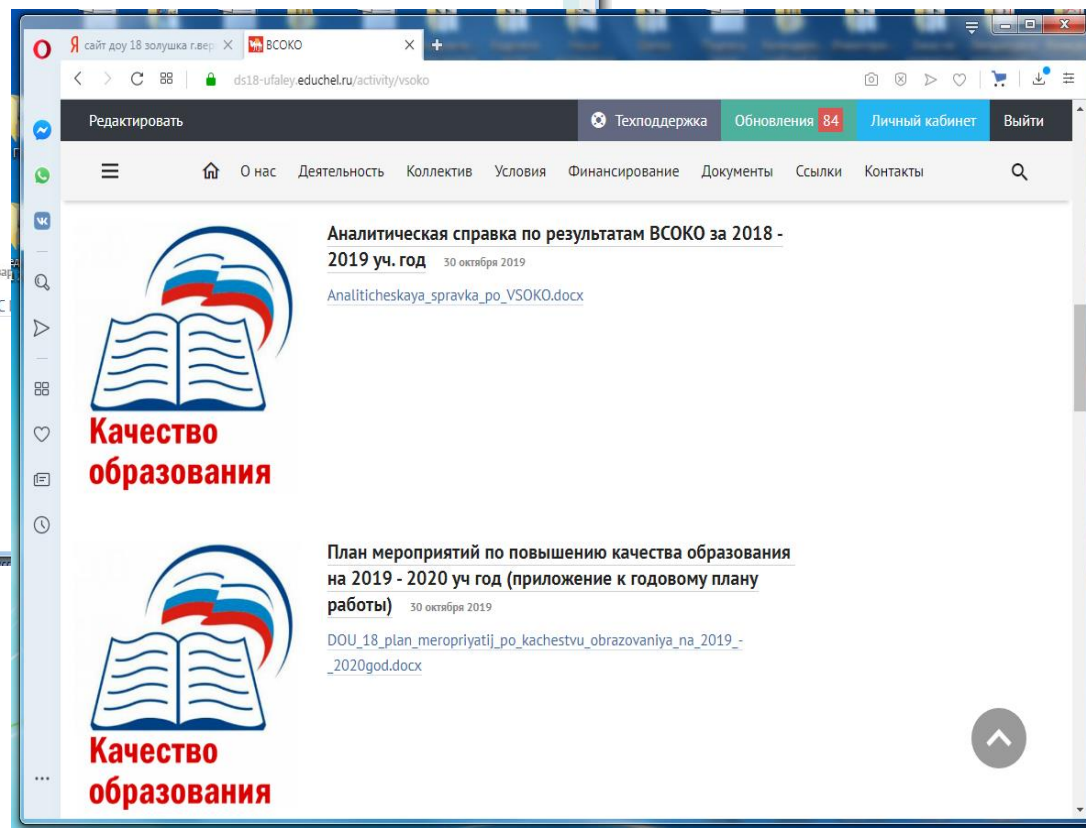 сайт доу 18 золушка г.вер
ВСОКО
ds18-ufaley.educhel.ru/activity/vsoko
Редактировать
Техподдержка
Обновления 84
Личный кабинет
Выйти
О нас
Деятельность
Коллектив
Условия
Финансирование
Документы
Ссылки
Контакты
Аналитическая справка по результатам ВСОКО за 2018 -
2019 уч. год 30 октября 2019
Analiticheskaya_spravka_po_VSOKO.docx
Качество
образования
План мероприятий по повышению качества образования
на 2019 - 2020 уч год (приложение к годовому плану
работы) 30 октября 2019
DOU_18_plan_meropriyatij_po_kachestvu_obrazovaniya_na_2019_-
_2020god.docx
Качество
образования